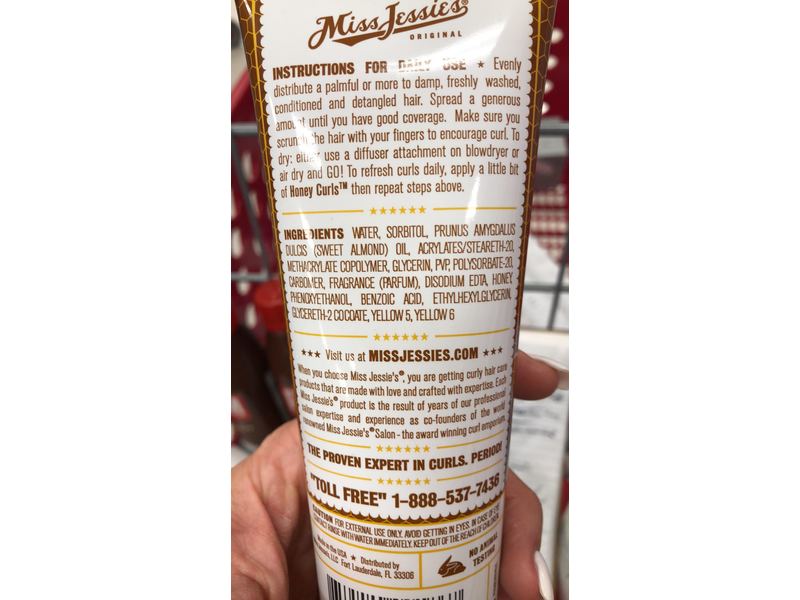 Miss Jessie's®
ORIGINAL
INSTRUCTIONS FOR DAILY USE ★ Evenly
distribute a palmful or more to damp, freshly washed,
conditioned and detangled hair. Spread a generous
amount until you have good coverage. Make sure you
scrunch the hair with your fingers to encourage curl. To
dry: either use a diffuser attachment on blowdryer or
air dry and GO! To refresh curls daily, apply a little bit
of Honey Curls™ then repeat steps above.
★★★★★★
INGREDIENTS WATER, SORBITOL, PRUNUS AMYGDALUS
DULCIS (SWEET ALMOND) OIL, ACRYLATES/STEARETH-20,
METHACRYLATE COPOLYMER, GLYCERIN, PVP, POLYSORBATE-20,
CARBOMER, FRAGRANCE (PARFUM), DISODIUM EDTA, HONEY,
PHENOXYETHANOL, BENZOIC ACID, ETHYLHEXYLGLYCERIN,
GLYCERETH-2 COCOATE, YELLOW 5, YELLOW 6
★★★★★★
★★★ Visit us at MISSJESSIES.COM ★★★
When you choose Miss Jessie's®, you are getting curly hair care
products that are made with love and crafted with expertise. Each
Miss Jessie's® product is the result of years of our professional
salon expertise and experience as co-founders of the world
renowned Miss Jessie's® Salon - the award winning curl emporium.
★★★★★★
THE PROVEN EXPERT IN CURLS. PERIOD!
★★★★★★
"TOLL FREE" 1-888-537-7436
CAUTION FOR EXTERNAL USE ONLY. AVOID GETTING IN EYES. IN CASE OF EYE
CONTACT RINSE WITH WATER IMMEDIATELY. KEEP OUT OF THE REACH OF CHILDREN.
Made in the USA ★ Distributed by
LLC Fort Lauderdale, FL 33306
NO ANIMAL
TESTING